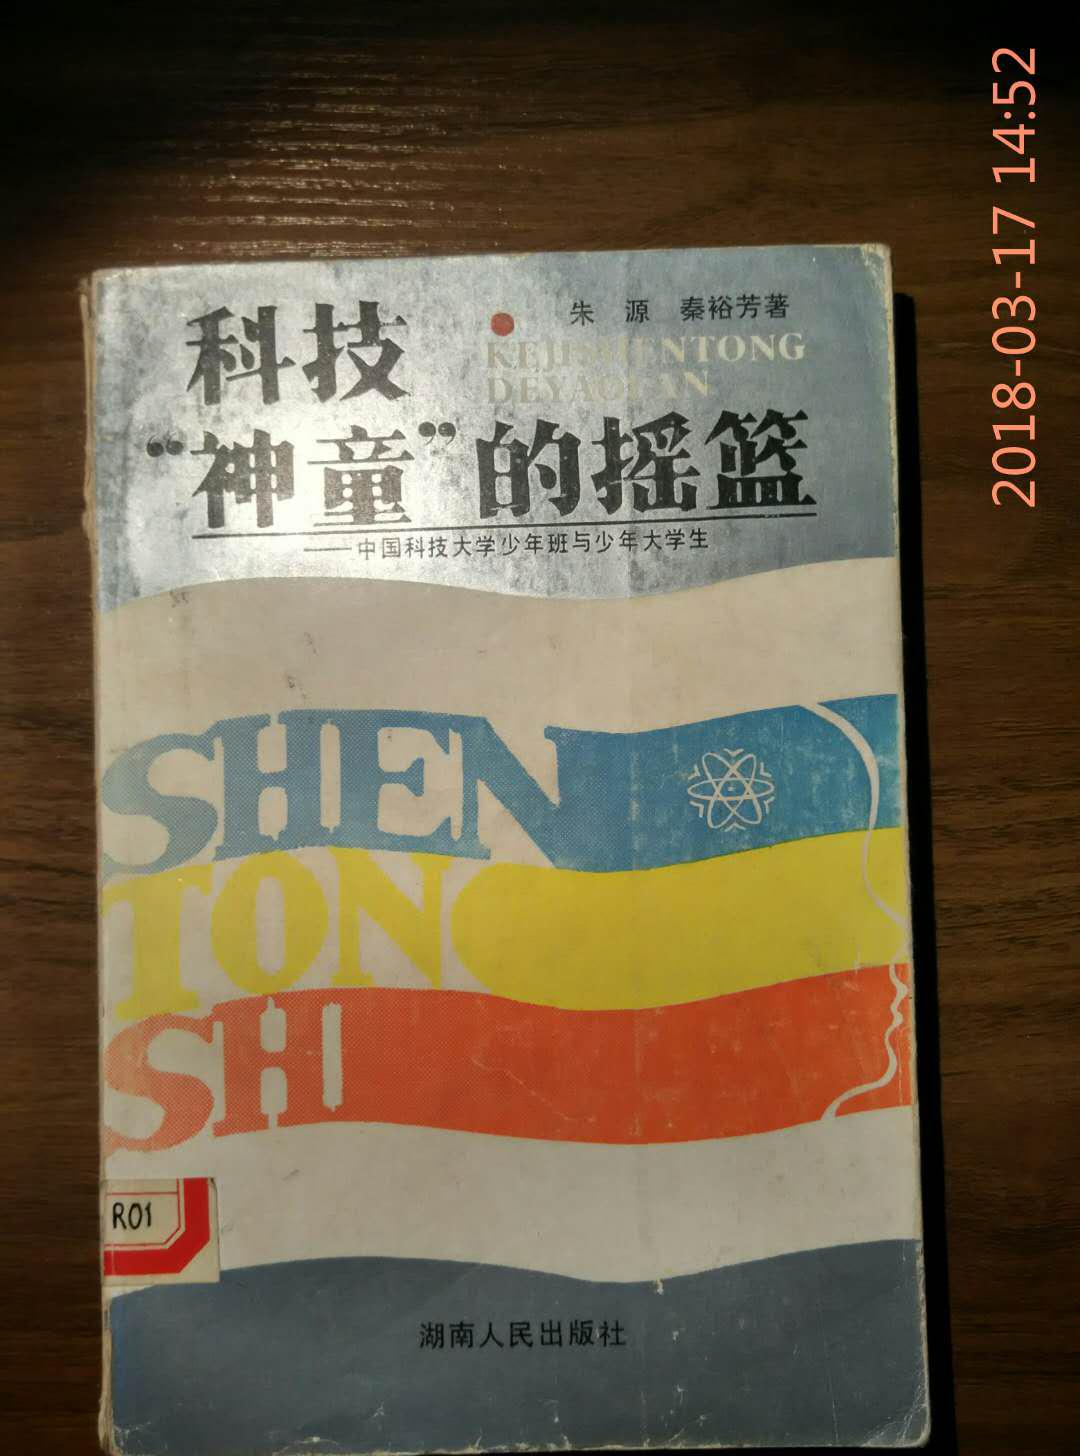 科技
朱 源 秦裕芳著
KEJISHENTONG
DEYAOLAN
“神童”的摇篮
——中国科技大学少年班与少年大学生
SHEN
TONG
SH
R01
湖南人民出版社
2018-03-17 14:52